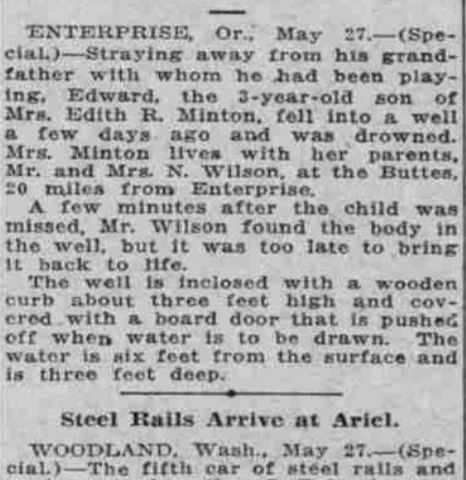 ENTERPRISE, Or., May 27.—(Spe-
cial.)—Straying away from his grand-
father with whom he had been play-
ing, Edward, the 3-year-old son of
Mrs. Edith R. Minton, fell into a well
a few days ago and was drowned.
Mrs. Minton lives with her parents,
Mr. and Mrs. N. Wilson, at the Buttes,
20 miles from Enterprise.
A few minutes after the child was
missed, Mr. Wilson found the body in
the well, but it was too late to bring
it back to life.
The well is inclosed with a wooden
curb about three feet high and cov-
ered with a board door that is pushed
off when water is to be drawn. The
water is six feet from the surface and
is three feet deep.
Steel Rails Arrive at Ariel.
WOODLAND, Wash., May 27.—(Spe-
cial.)—The fifth car of steel rails and